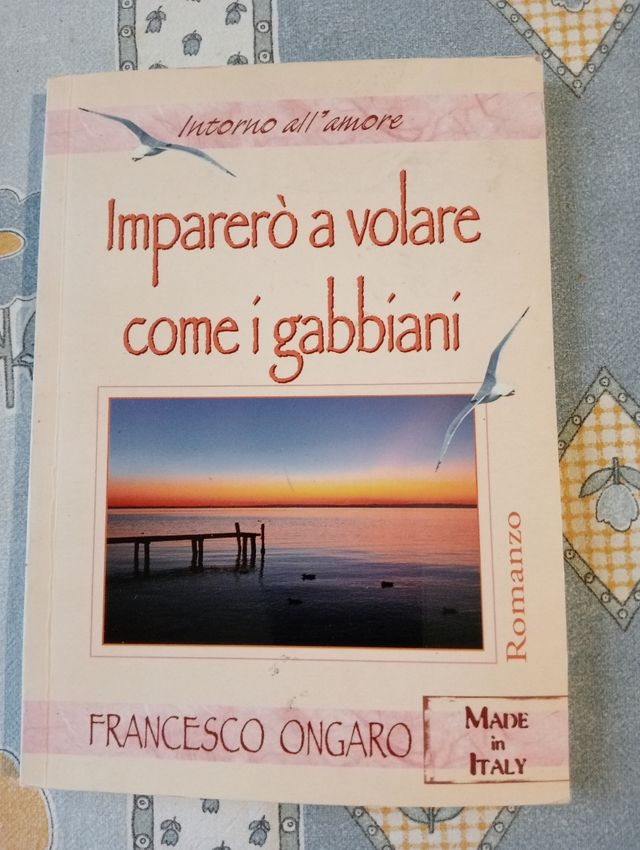 Intorno all'amore
Imparerò a volare
come i gabbiani
Romanzo
FRANCESCO ONGARO
MADE
in
ITALY